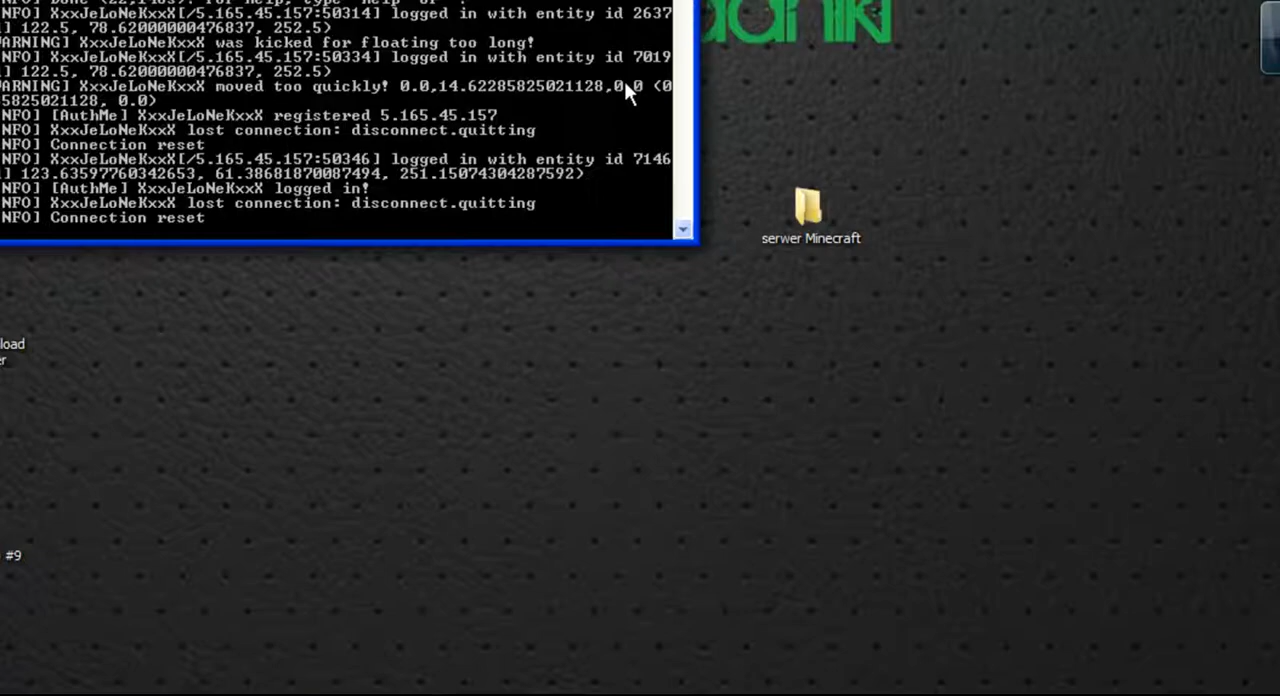 NFO] XxxJeLoNeKxxX[/5.165.45.157:50314] logged in with entity id 2637
] 122.5, 78.62000000476837, 252.5)
ARNING] XxxJeLoNeKxxX was kicked for floating too long!
NFO] XxxJeLoNeKxxX[/5.165.45.157:50334] logged in with entity id 7019
] 122.5, 78.62000000476837, 252.5)
ARNING] XxxJeLoNeKxxX moved too quickly! 0.0,14.62285825021128,0.0 (0
5825021128, 0.0)
NFO] [AuthMe] XxxJeLoNeKxxX registered 5.165.45.157
NFO] XxxJeLoNeKxxX lost connection: disconnect.quitting
NFO] Connection reset
NFO] XxxJeLoNeKxxX[/5.165.45.157:50346] logged in with entity id 7146
] 123.63597760342653, 61.38681870087494, 251.15074304287592)
NFO] [AuthMe] XxxJeLoNeKxxX logged in!
NFO] XxxJeLoNeKxxX lost connection: disconnect.quitting
NFO] Connection reset
serwer Minecraft
load
er
#9